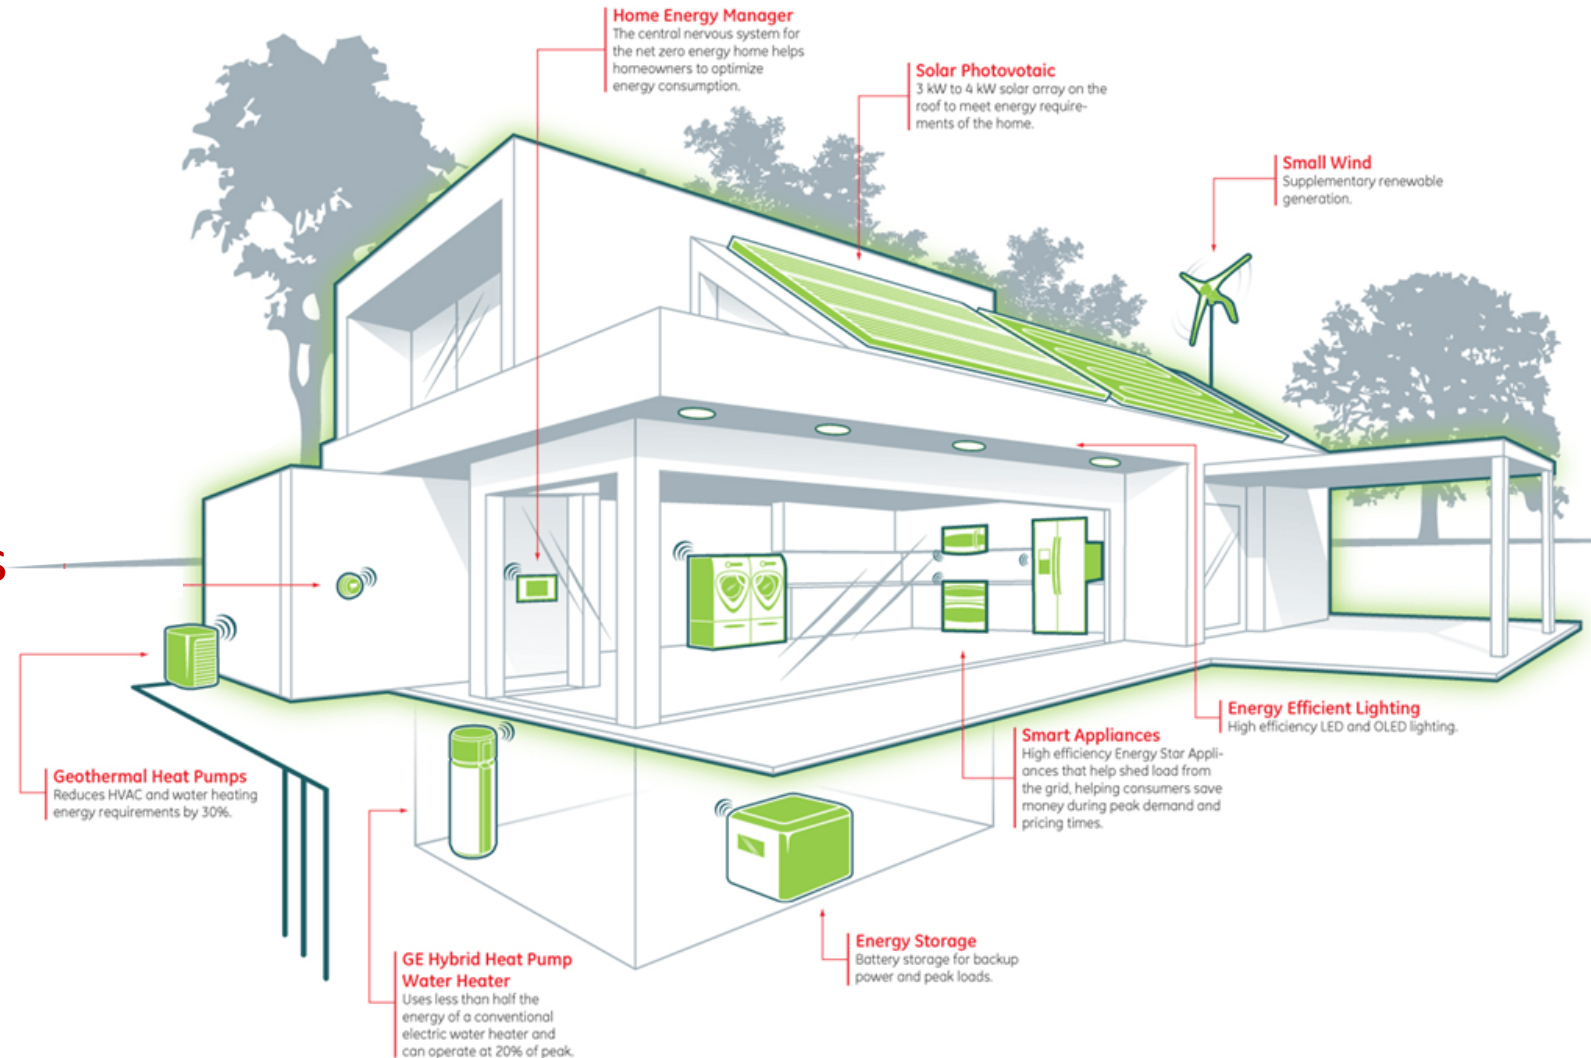 Home Energy Manager
The central nervous system for
the net zero energy home helps
homeowners to optimize
energy consumption.
Solar Photovotaic
3 kW to 4 kW solar array on the
roof to meet energy require-
ments of the home.
Small Wind
Supplementary renewable
generation.
s
Geothermal Heat Pumps
Reduces HVAC and water heating
energy requirements by 30%.
Energy Efficient Lighting
High efficiency LED and OLED lighting.
Smart Appliances
High efficiency Energy Star Appli-
ances that help shed load from
the grid, helping consumers save
money during peak demand and
pricing times.
GE Hybrid Heat Pump
Water Heater
Uses less than half the
energy of a conventional
electric water heater and
can operate at 20% of peak.
Energy Storage
Battery storage for backup
power and peak loads.